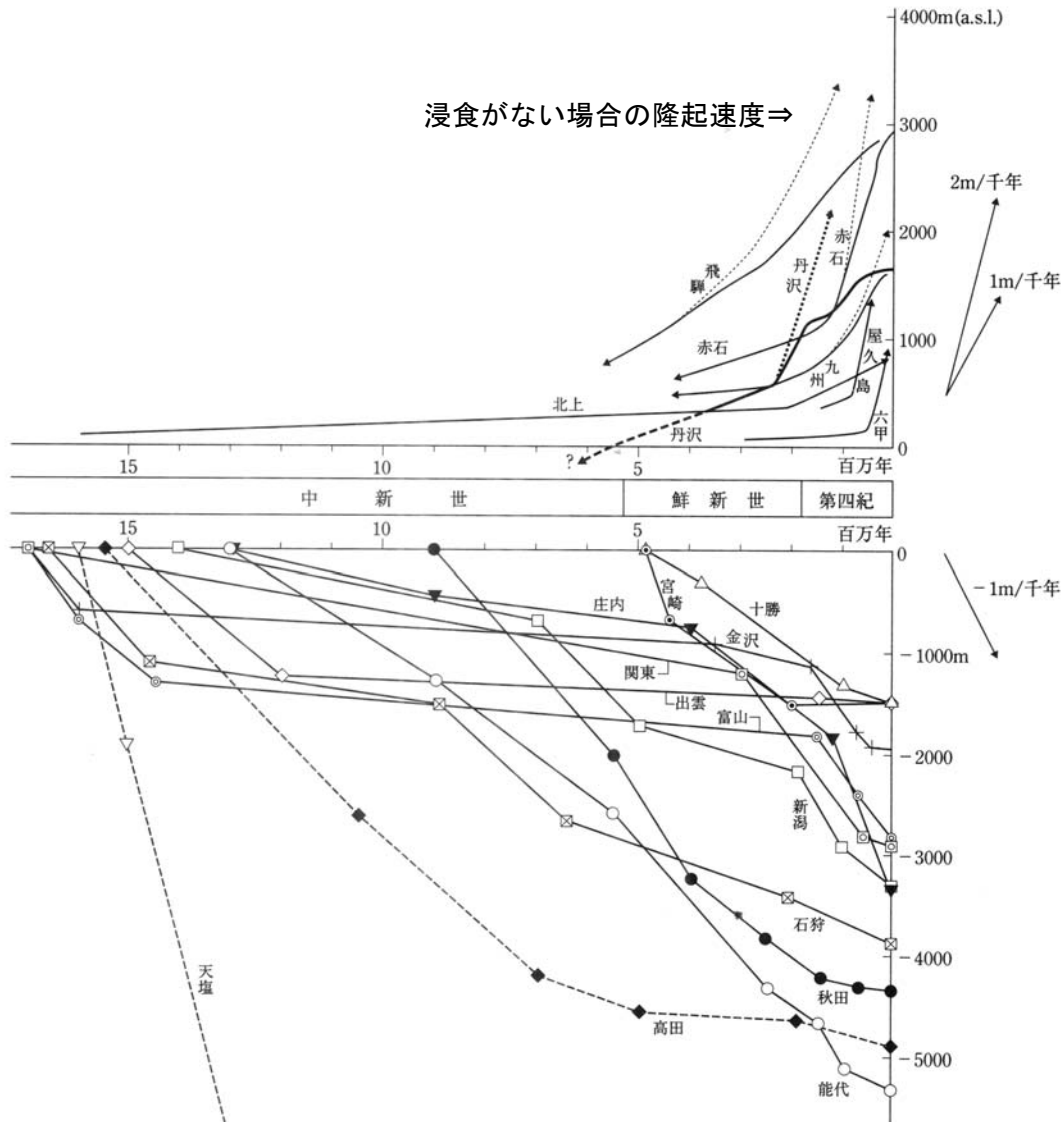 4000m(a.s.l.)
浸食がない場合の隆起速度⇒
3000
2m/千年
2000
赤石
丹沢
飛驒
1m/千年
1000
屋久島
赤石
九州
北上
六甲
丹沢
0
?
15
10
5
百万年
中新世
鮮新世
第四紀
15
10
5
百万年
0
宮崎
十勝
−1m/千年
庄内
金沢
−1000m
関東
出雲
富山
−2000
新潟
−3000
石狩
天塩
−4000
秋田
高田
−5000
能代